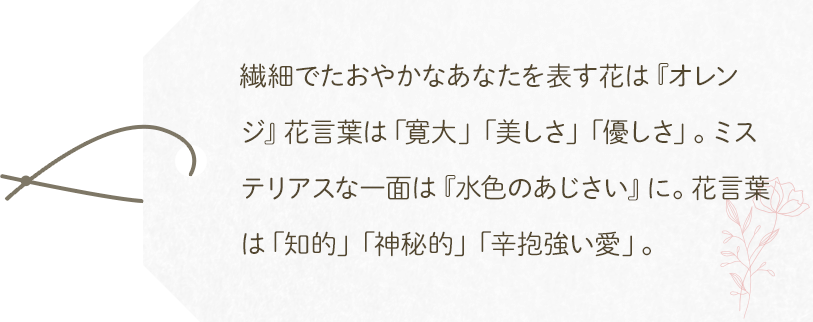 繊細でたおやかなあなたを表す花は『オレン
ジ』花言葉は「寛大」「美しさ」「優しさ」。ミス
テリアスな一面は『水色のあじさい』に。花言葉
は「知的」「神秘的」「辛抱強い愛」。